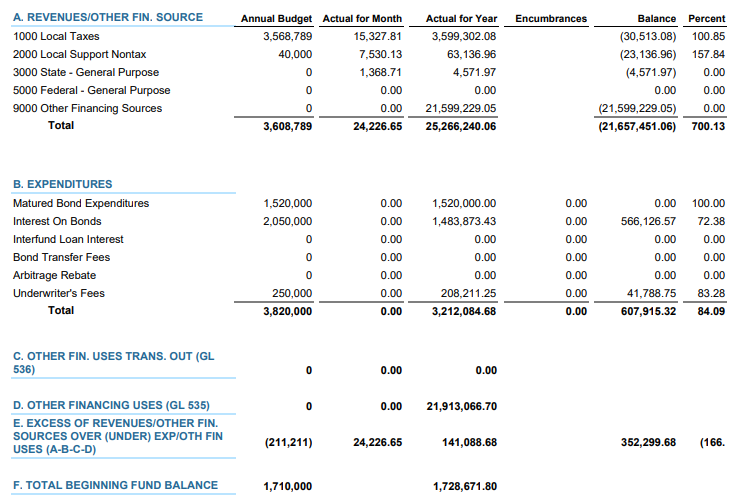 A. REVENUES/OTHER FIN. SOURCE Annual Budget Actual for Month Actual for Year Encumbrances Balance Percent
1000 Local Taxes 3,568,789 15,327.81 3,599,302.08 (30,513.08) 100.85
2000 Local Support Nontax 40,000 7,530.13 63,136.96 (23,136.96) 157.84
3000 State - General Purpose 0 1,368.71 4,571.97 (4,571.97) 0.00
5000 Federal - General Purpose 0 0.00 0.00 0.00 0.00
9000 Other Financing Sources 0 0.00 21,599,229.05 (21,599,229.05) 0.00
Total 3,608,789 24,226.65 25,266,240.06 (21,657,451.06) 700.13
B. EXPENDITURES
Matured Bond Expenditures 1,520,000 0.00 1,520,000.00 0.00 0.00 100.00
Interest On Bonds 2,050,000 0.00 1,483,873.43 0.00 566,126.57 72.38
Interfund Loan Interest 0 0.00 0.00 0.00 0.00 0.00
Bond Transfer Fees 0 0.00 0.00 0.00 0.00 0.00
Arbitrage Rebate 0 0.00 0.00 0.00 0.00 0.00
Underwriter's Fees 250,000 0.00 208,211.25 0.00 41,788.75 83.28
Total 3,820,000 0.00 3,212,084.68 0.00 607,915.32 84.09
C. OTHER FIN. USES TRANS. OUT (GL
536) 0 0.00 0.00
D. OTHER FINANCING USES (GL 535) 0 0.00 21,913,066.70
E. EXCESS OF REVENUES/OTHER FIN.
SOURCES OVER (UNDER) EXP/OTH FIN
USES (A-B-C-D) (211,211) 24,226.65 141,088.68 352,299.68 (166.
F. TOTAL BEGINNING FUND BALANCE 1,710,000 1,728,671.80